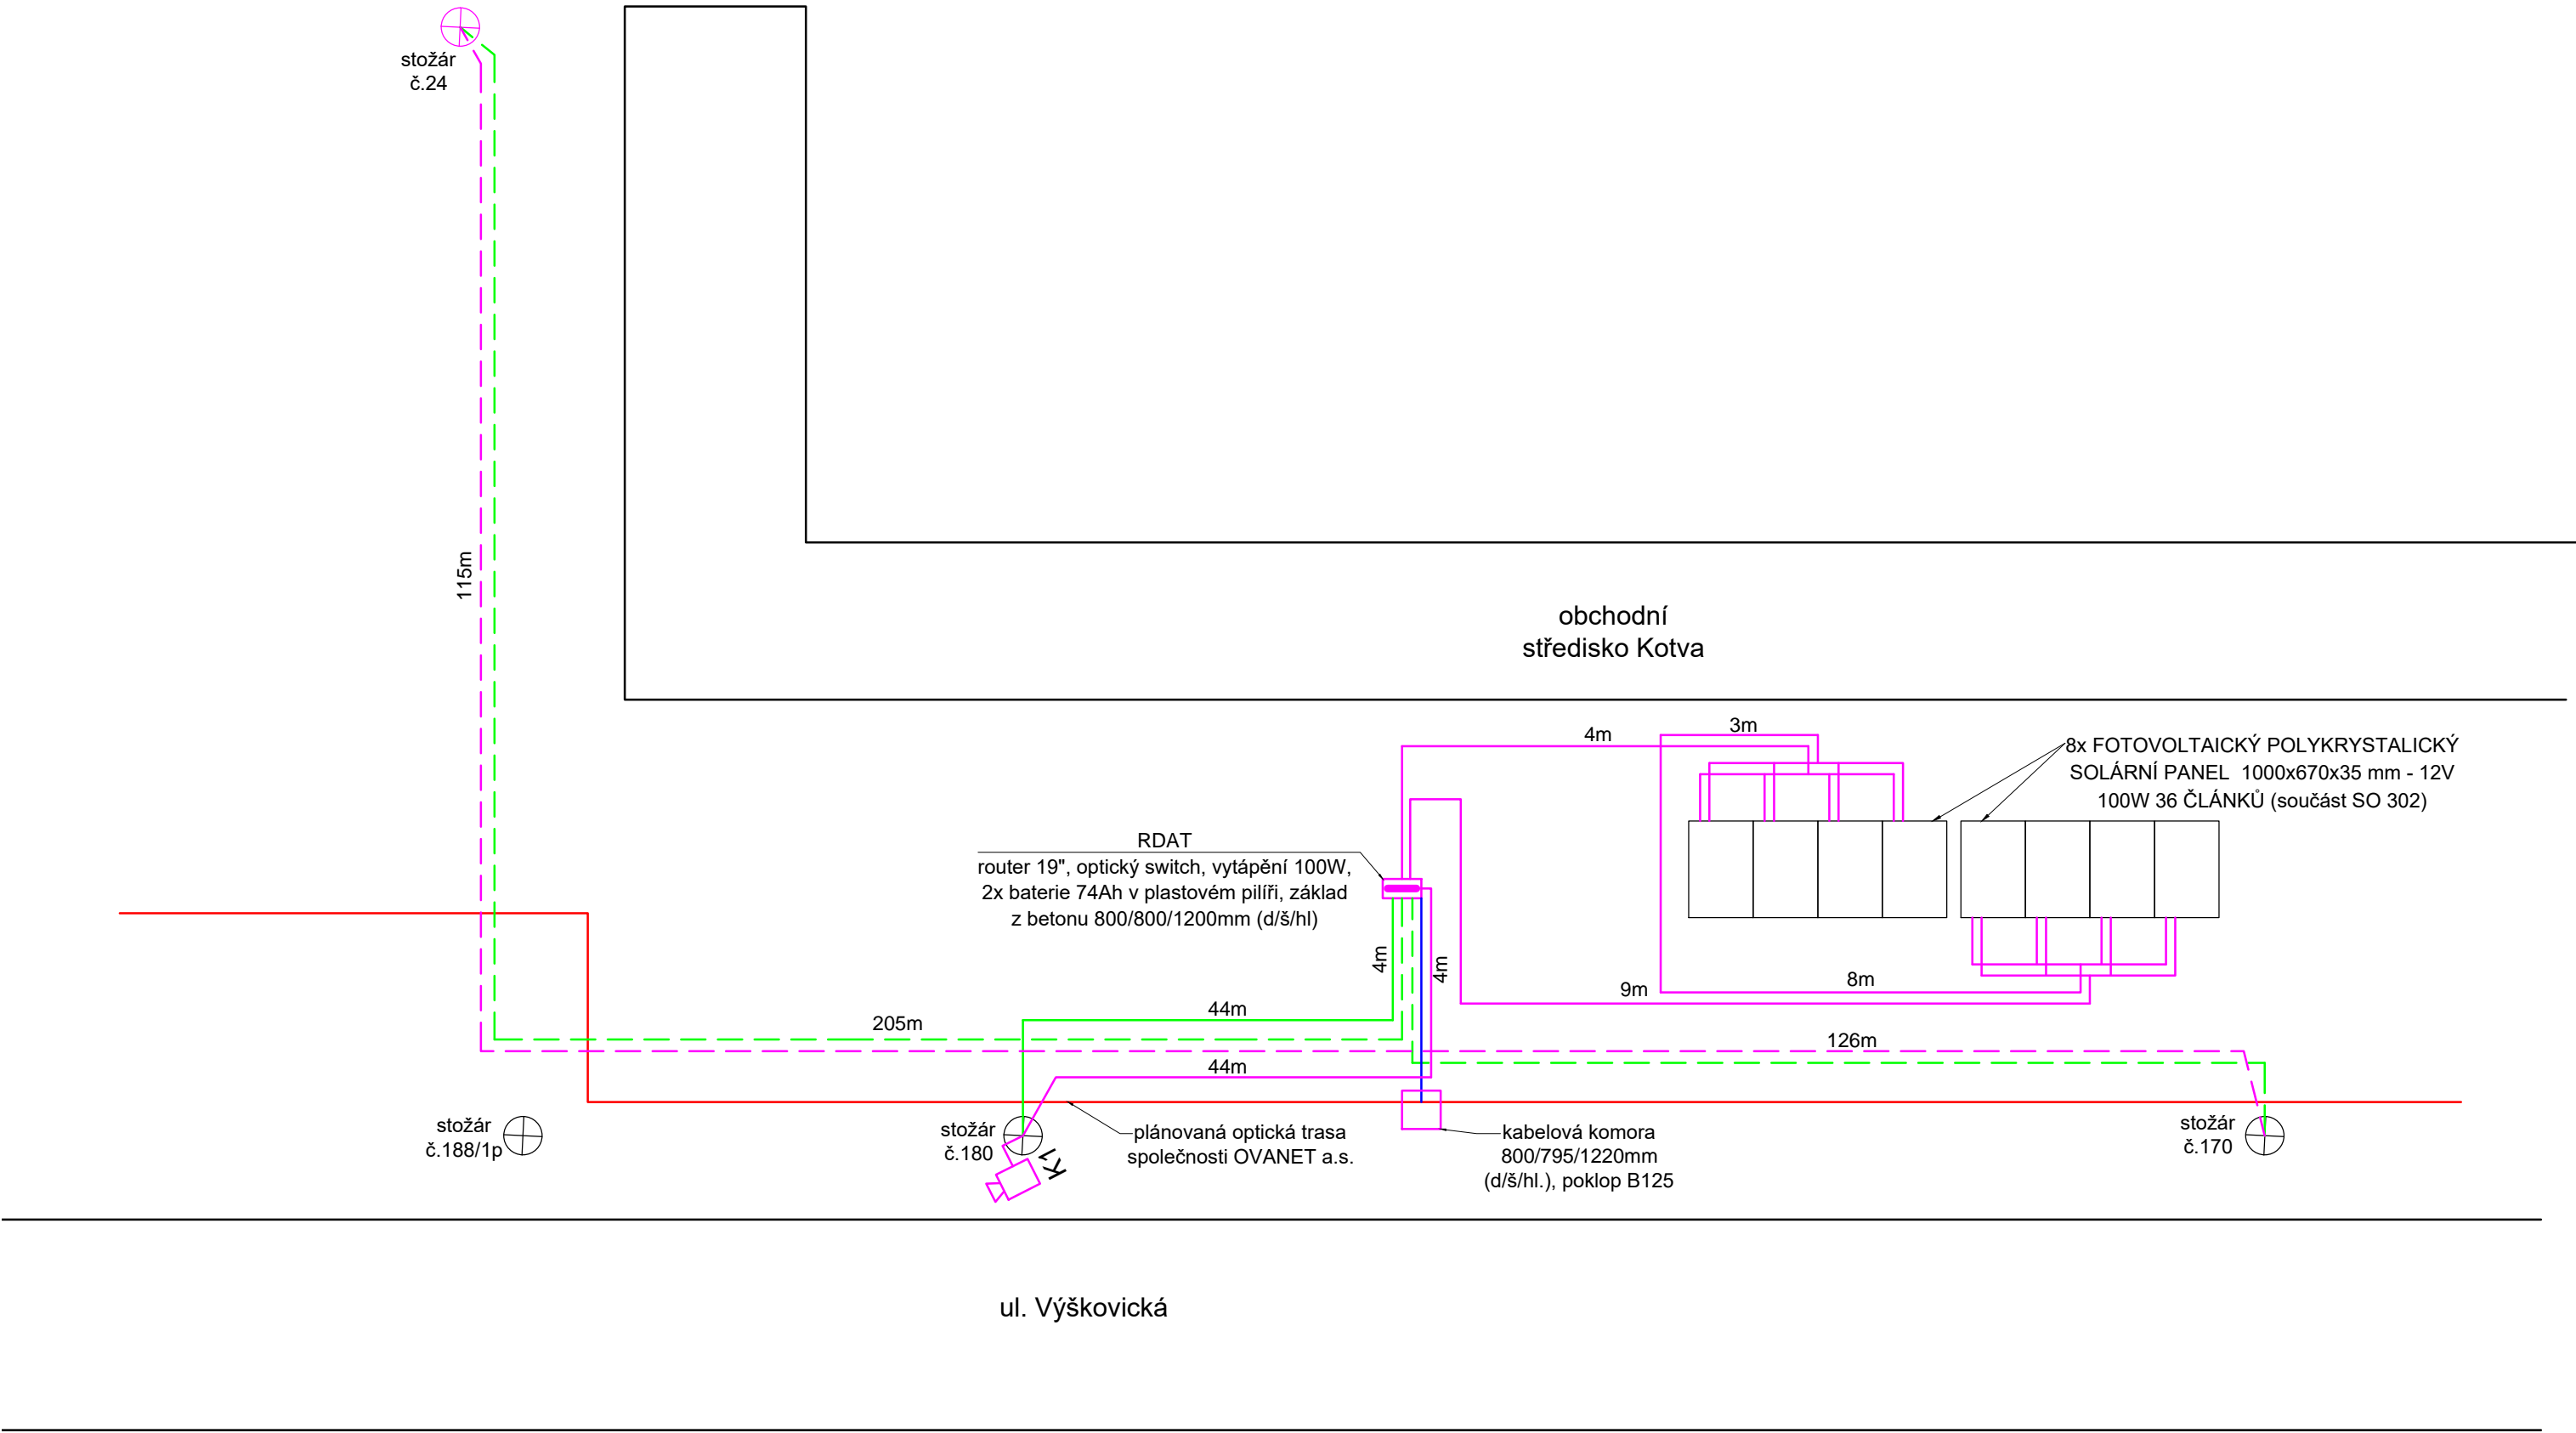 stožár
č.24
115m
obchodní
středisko Kotva
4m
3m
8x FOTOVOLTAICKÝ POLYKRYSTALICKÝ
SOLÁRNÍ PANEL 1000x670x35 mm - 12V
100W 36 ČLÁNKŮ (součást SO 302)
RDAT
router 19", optický switch, vytápění 100W,
2x baterie 74Ah v plastovém pilíři, základ
z betonu 800/800/1200mm (d/š/hl)
4m
4m
9m
8m
205m
44m
126m
44m
stožár
č.188/1p
stožár
č.180
K1
plánovaná optická trasa
společnosti OVANET a.s.
kabelová komora
800/795/1220mm
(d/š/hl.), poklop B125
stožár
č.170
ul. Výškovická